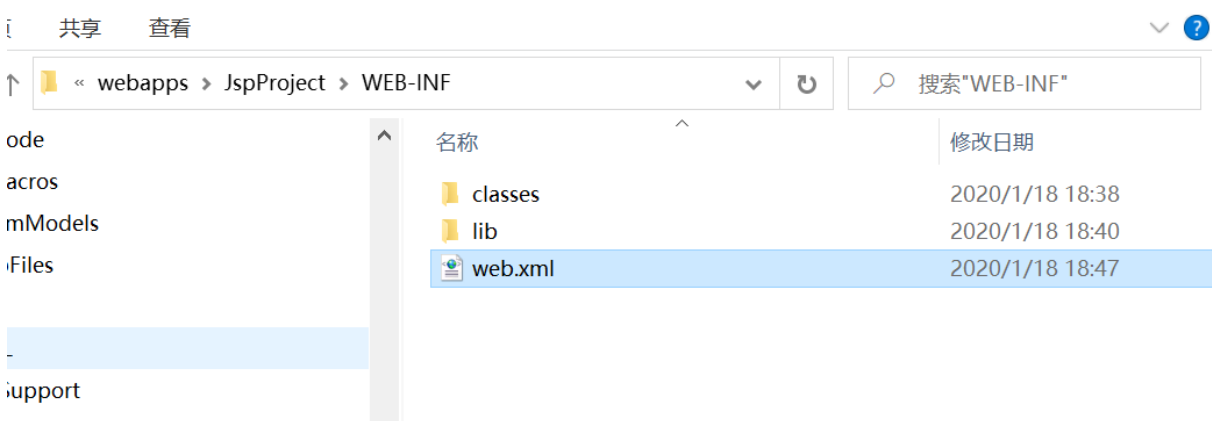 共享 查看
« webapps › JspProject › WEB-INF 搜索"WEB-INF"
ode
acros
mModels
Files
Support
名称 修改日期
classes 2020/1/18 18:38
lib 2020/1/18 18:40
web.xml 2020/1/18 18:47